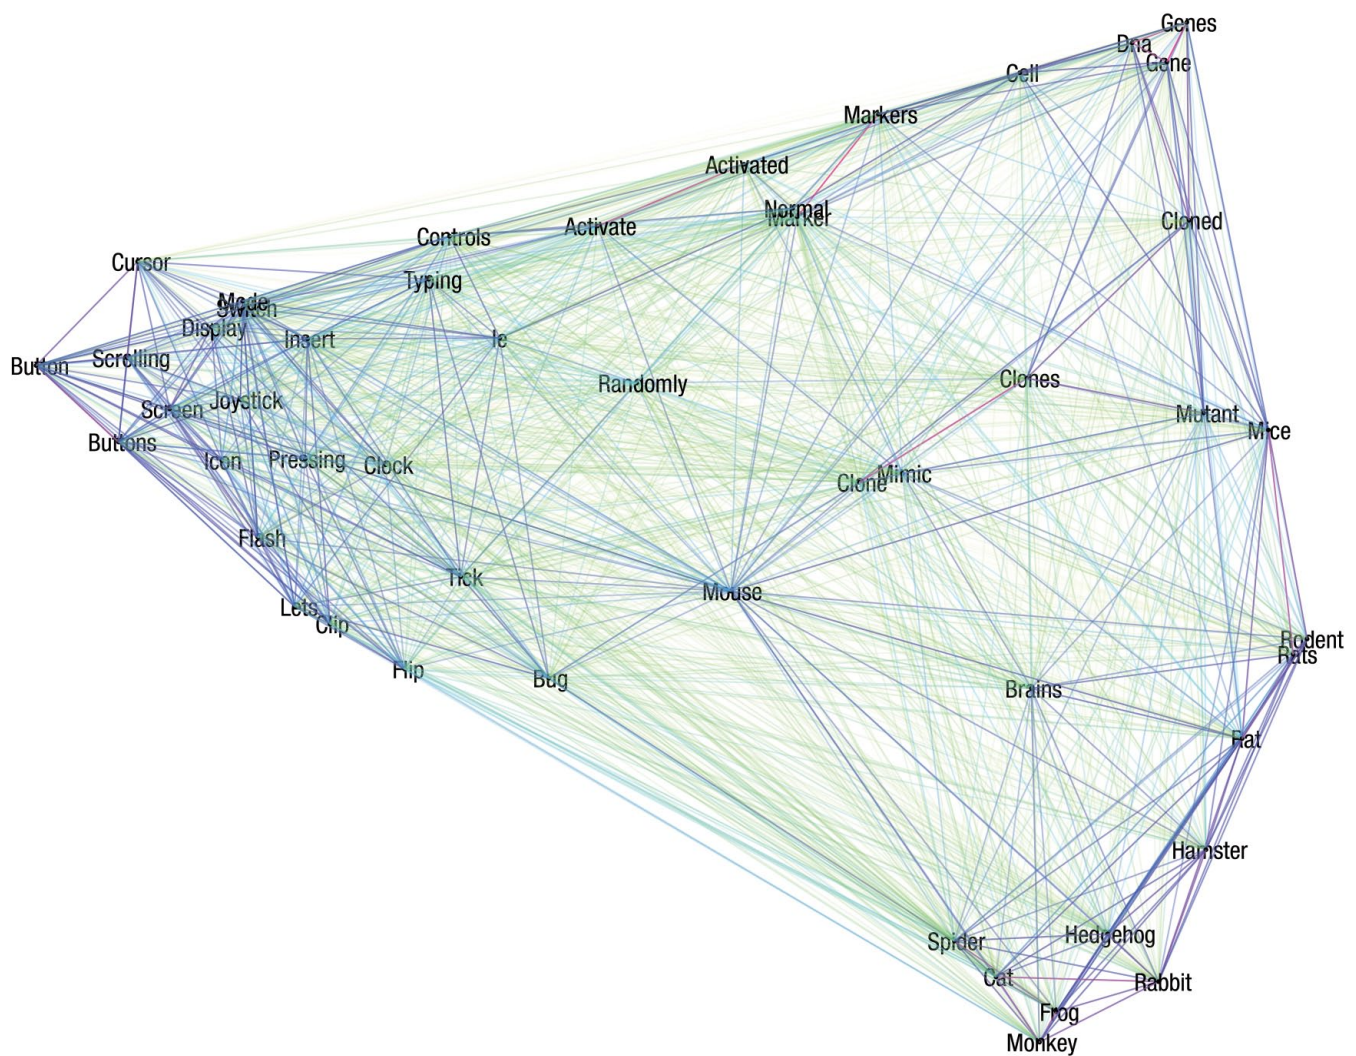 Genes
Dna
Gene
Cell
Markers
Activated
Normal
Marker
Cloned
Activate
Controls
Cursor
Typing
Mode
Switch
Display
Insert
Ie
Scrolling
Button
Clones
Randomly
Joystick
Screen
Mutant
Mice
Buttons
Icon
Pressing
Clock
Mimic
Clone
Flash
Tick
Mouse
Lets
Clip
Rodent
Rats
Flip
Bug
Brains
Rat
Hamster
Hedgehog
Spider
Cat
Rabbit
Frog
Monkey